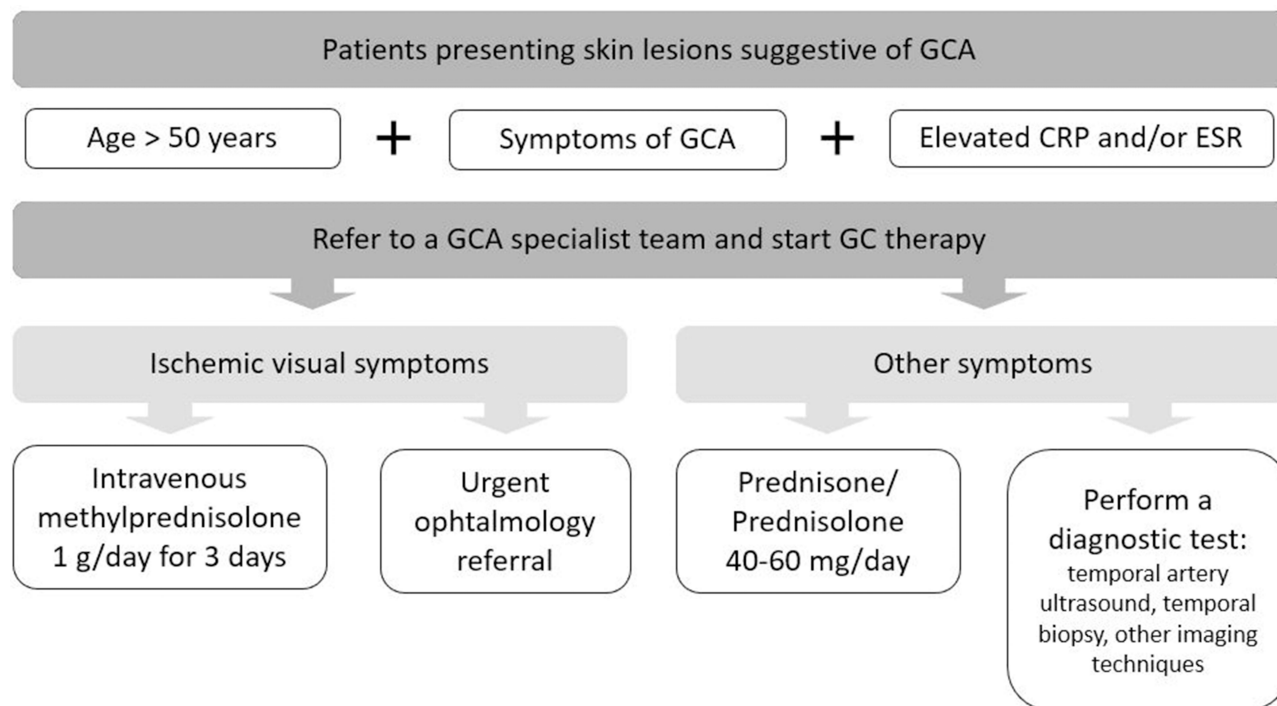 Patients presenting skin lesions suggestive of GCA
Age > 50 years
+
Symptoms of GCA
+
Elevated CRP and/or ESR
Refer to a GCA specialist team and start GC therapy
Ischemic visual symptoms
Other symptoms
Intravenous
methylprednisolone
1 g/day for 3 days
Urgent
ophtalmology
referral
Prednisone/
Prednisolone
40-60 mg/day
Perform a
diagnostic test:
temporal artery
ultrasound, temporal
biopsy, other imaging
techniques